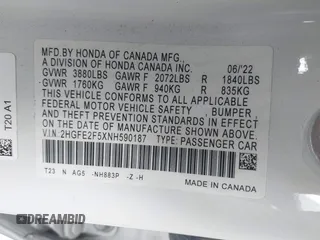 MFD.BY HONDA OF CANADA MFG.,
A DIVISION OF HONDA CANADA INC. 06/'22
GVWR 3880LBS GAWR F 2072LBS R 1840LBS
GVWR 1760KG GAWR F 940KG R 835KG
THIS VEHICLE CONFORMS TO ALL APPLICABLE
FEDERAL MOTOR VEHICLE SAFETY, BUMPER
AND THEFT PREVENTION STANDARDS IN
EFFECT ON THE DATE OF MANUFACTURE SHOWN ABOVE.
V.I.N. 2HGFE2F5XNH590187 TYPE: PASSENGER CAR
T23 N AG5 -NH883P -Z -H
MADE IN CANADA
T20 A1
DREAMBID